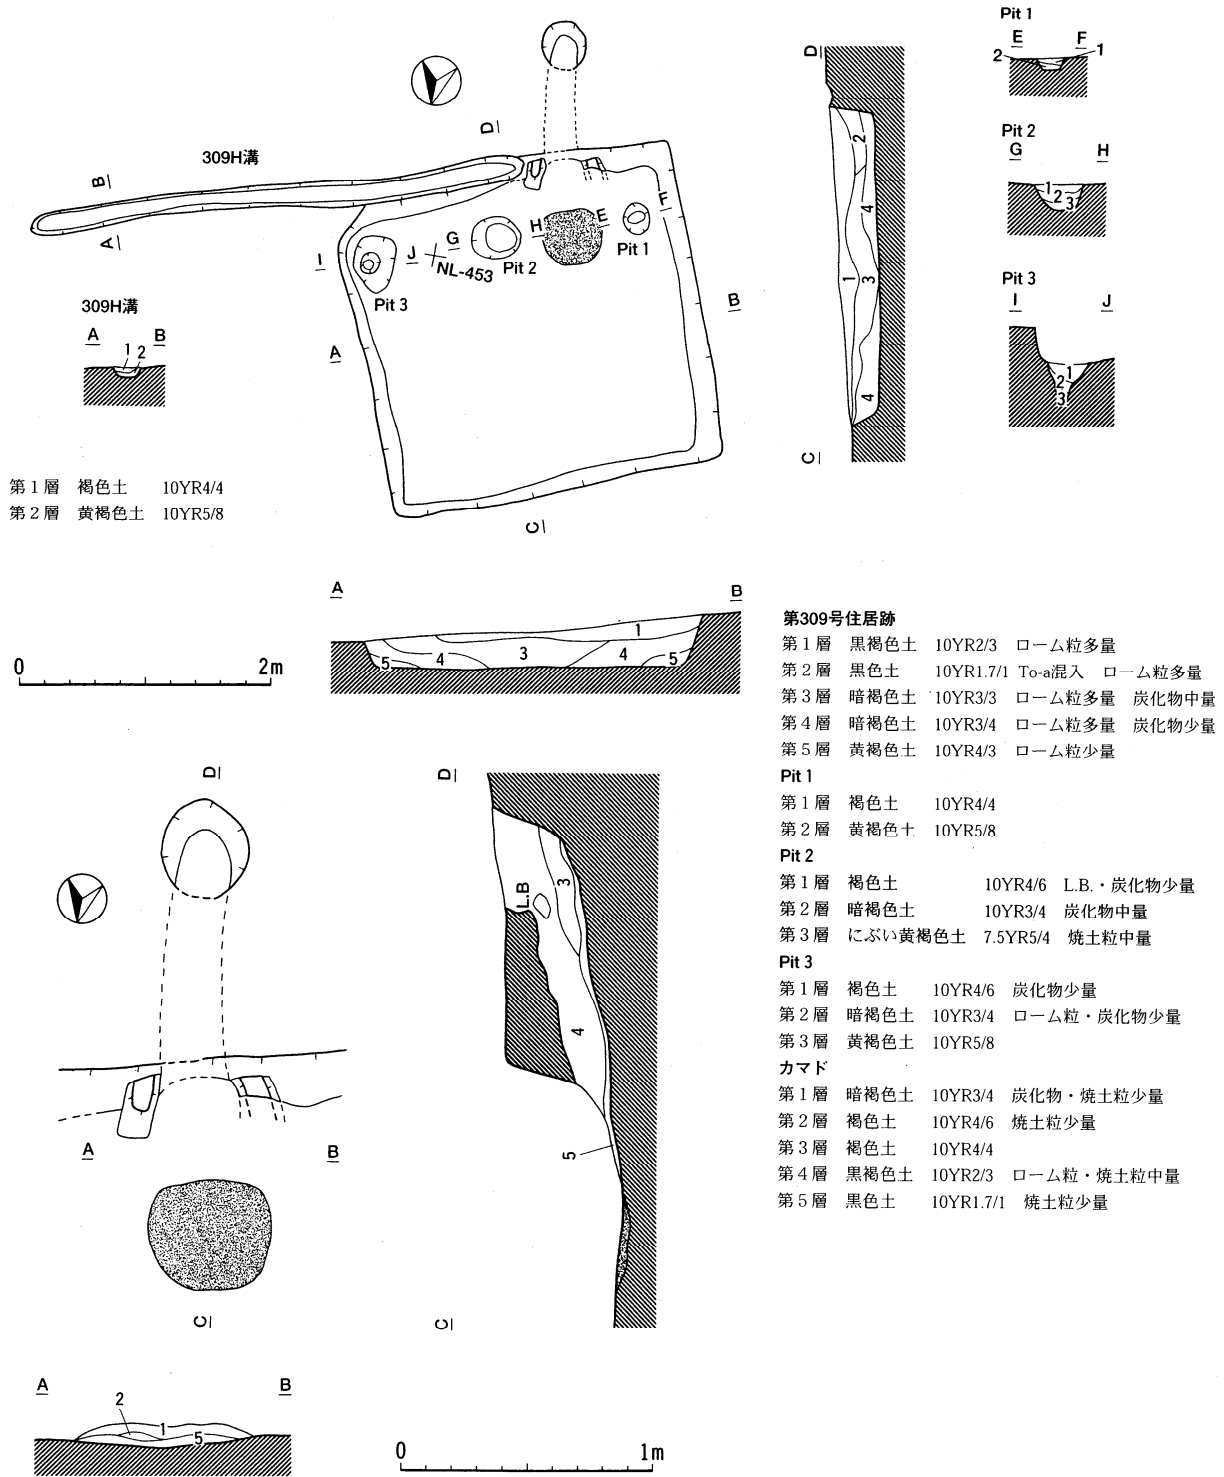 Pit 1
E F
2 1
D
309H溝
B
A
D
F
E
H
G
I
J
NL-453
Pit 2
Pit 1
Pit 3
B
A
C
2
4
1 3
4
D
C
Pit 2
G H
1 2 3
Pit 3
I J
1
2
3
309H溝
A B
1 2
第1層 褐色土 10YR4/4
第2層 黄褐色土 10YR5/8
A B
1
5 4 3 4 5
0 2m
第309号住居跡
第1層 黒褐色土 10YR2/3 ローム粒多量
第2層 黒色土 10YR1.7/1 To-a混入 ローム粒多量
第3層 暗褐色土 10YR3/3 ローム粒多量 炭化物中量
第4層 暗褐色土 10YR3/4 ローム粒多量 炭化物少量
第5層 黄褐色土 10YR4/3 ローム粒少量
Pit 1
第1層 褐色土 10YR4/4
第2層 黄褐色土 10YR5/8
Pit 2
第1層 褐色土 10YR4/6 L.B.・炭化物少量
第2層 暗褐色土 10YR3/4 炭化物中量
第3層 にぶい黄褐色土 7.5YR5/4 焼土粒中量
Pit 3
第1層 褐色土 10YR4/6 炭化物少量
第2層 暗褐色土 10YR3/4 ローム粒・炭化物少量
第3層 黄褐色土 10YR5/8
カマド
第1層 暗褐色土 10YR3/4 炭化物・焼土粒少量
第2層 褐色土 10YR4/6 焼土粒少量
第3層 褐色土 10YR4/4
第4層 黒褐色土 10YR2/3 ローム粒・焼土粒中量
第5層 黒色土 10YR1.7/1 焼土粒少量
D
A B
C
D
L.B
3
4
5
C
A B
2
1
5
0 1m